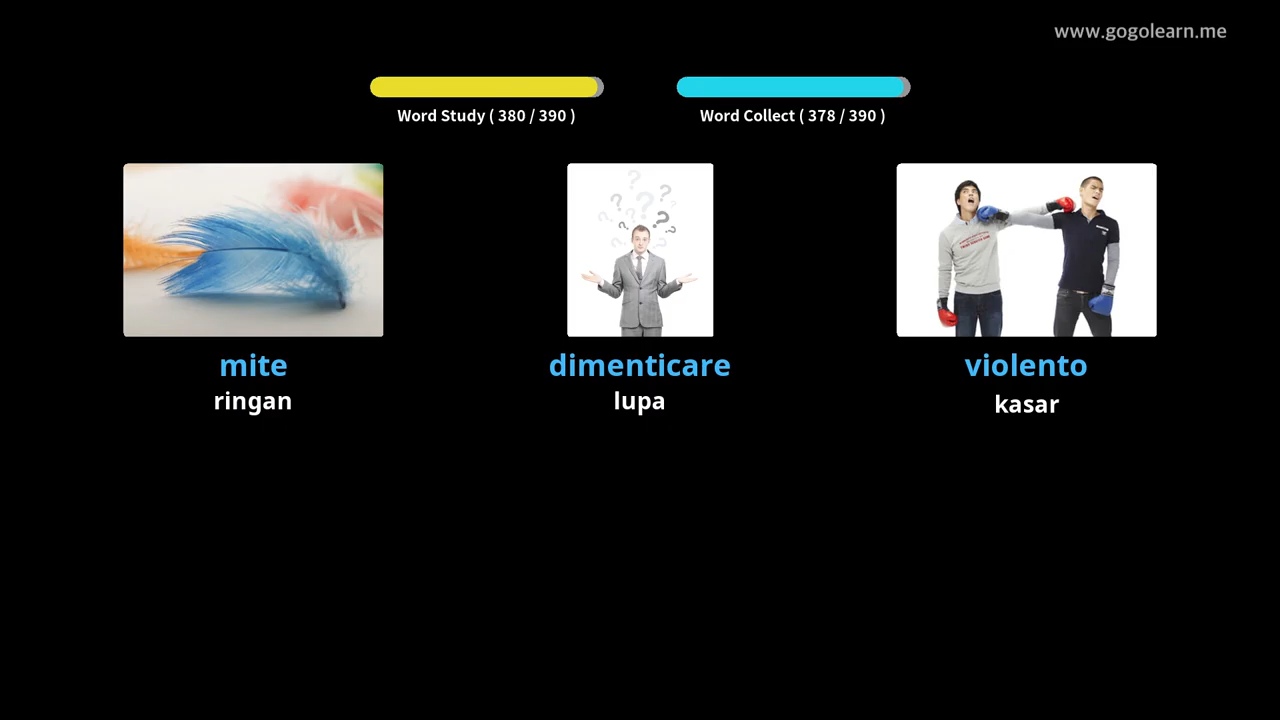 www.gogolearn.me
Word Study ( 380 / 390 )
Word Collect ( 378 / 390 )
mite
dimenticare
violento
ringan
lupa
kasar